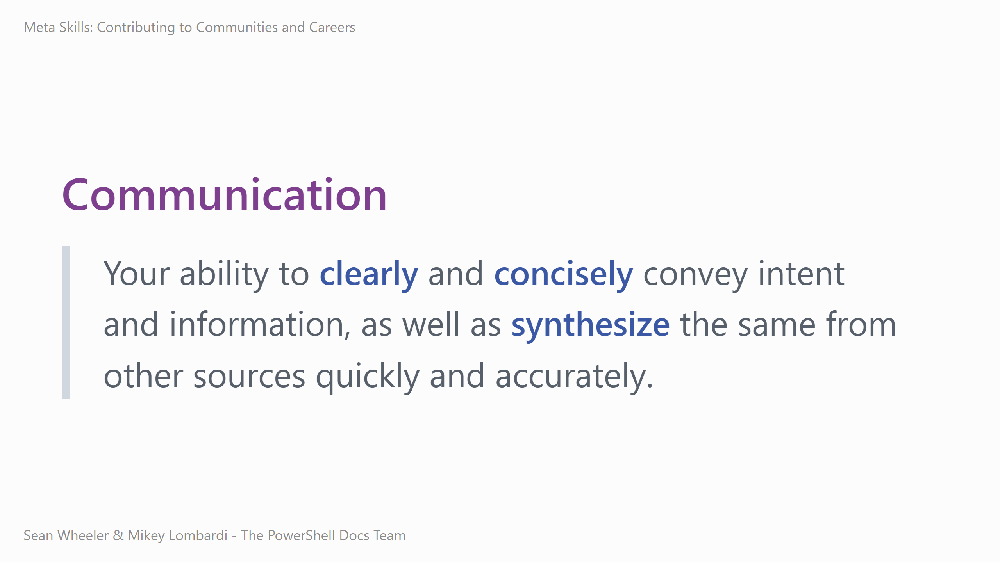 Meta Skills: Contributing to Communities and Careers
Communication
Your ability to clearly and concisely convey intent
and information, as well as synthesize the same from
other sources quickly and accurately.
Sean Wheeler & Mikey Lombardi - The PowerShell Docs Team